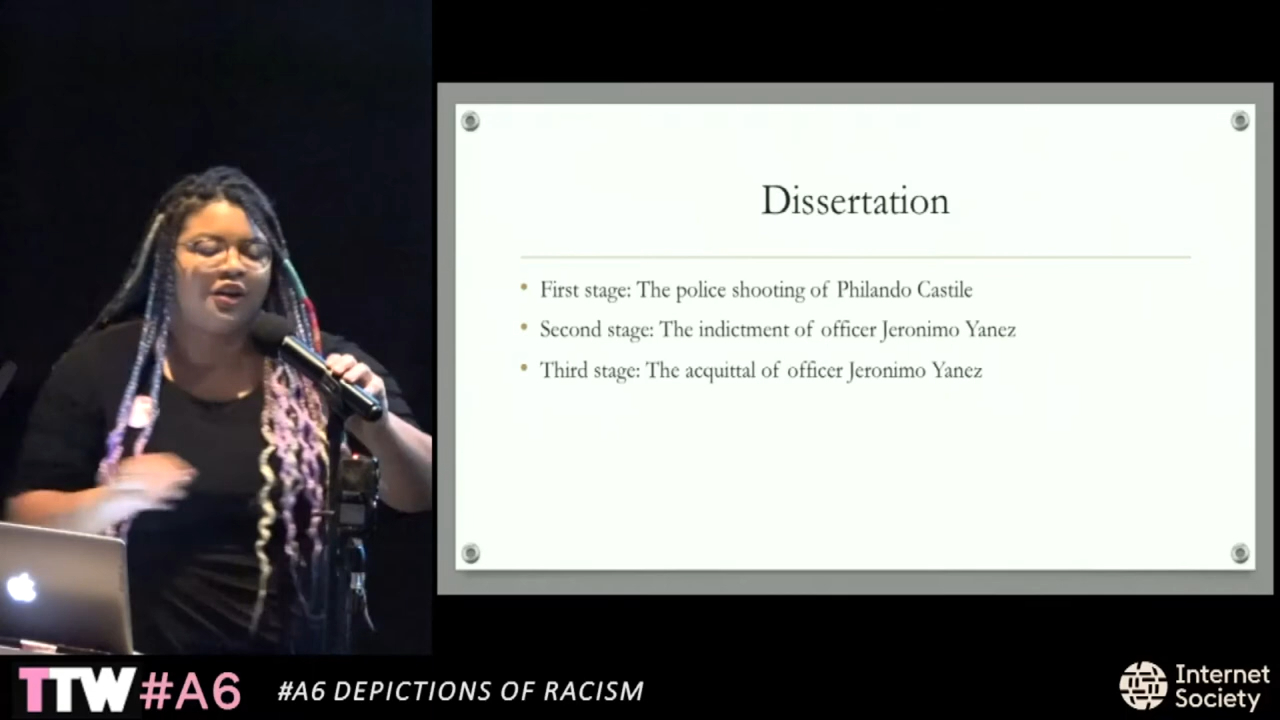 Dissertation
• First stage: The police shooting of Philando Castile
• Second stage: The indictment of officer Jeronimo Yanez
• Third stage: The acquittal of officer Jeronimo Yanez
TTW#A6
#A6 DEPICTIONS OF RACISM
Internet
Society